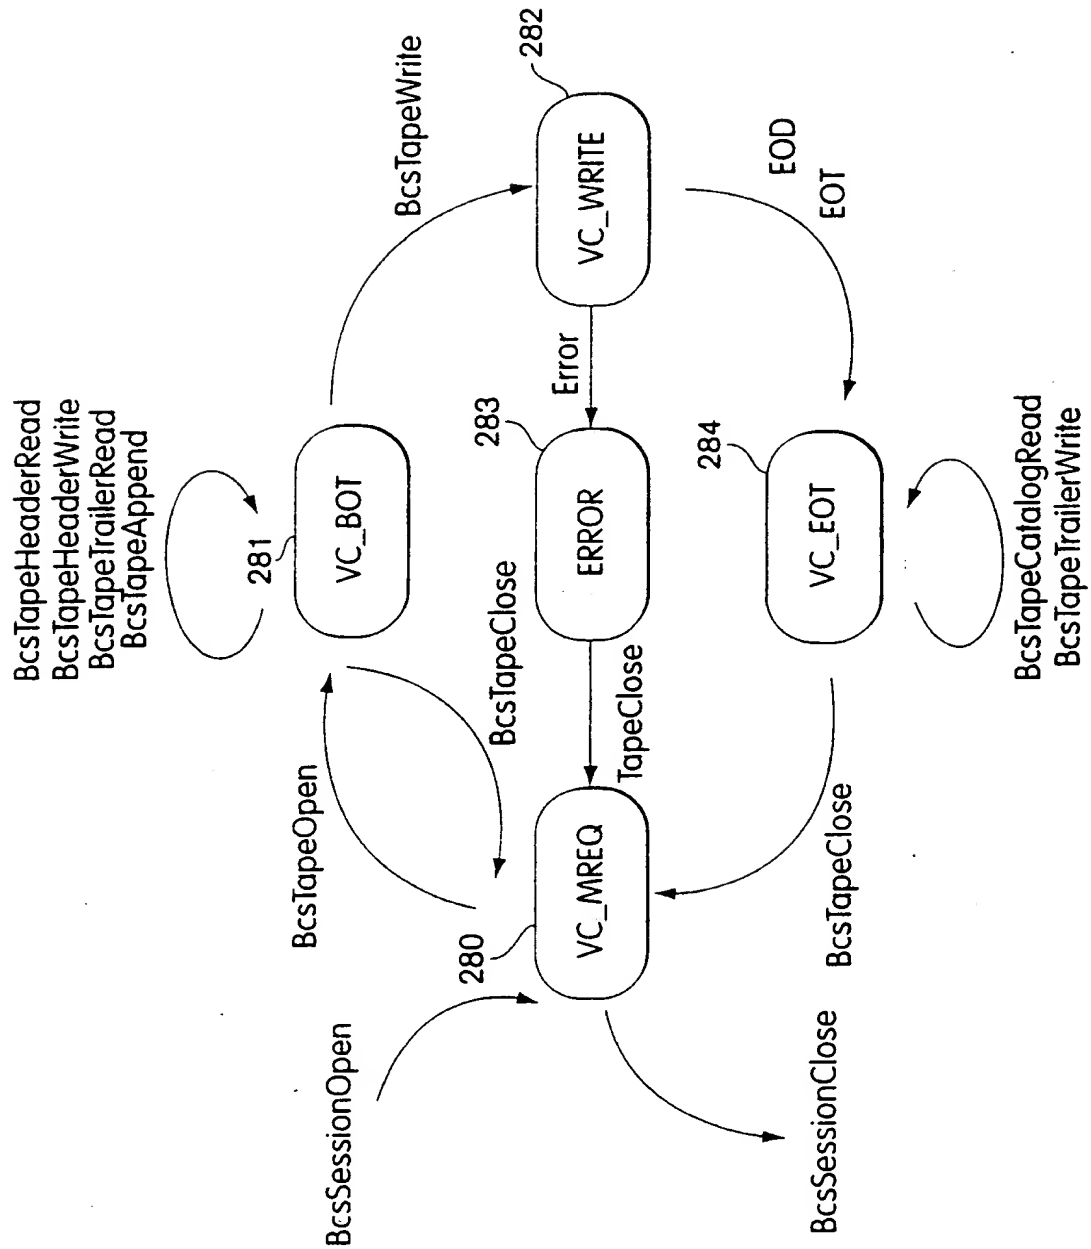 BcsTapeHeaderRead
BcsTapeHeaderWrite
BcsTapeTrailerRead
BcsTapeAppend
281
VC_BOT
BcsSessionOpen
BcsTapeOpen
BcsTapeClose
BcsTapeWrite
280
VC_MREQ
TapeClose
283
ERROR
Error
282
VC_WRITE
BcsSessionClose
BcsTapeClose
284
VC_EOT
EOD
EOT
BcsTapeCatalogRead
BcsTapeTrailerWrite